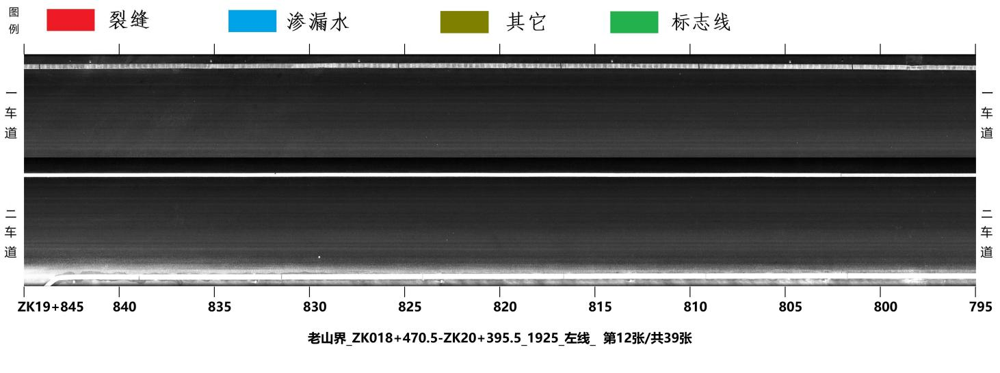 图例
裂缝
渗漏水
其它
标志线
一车道
一车道
二车道
二车道
ZK19+845 840 835 830 825 820 815 810 805 800 795
老山界_ZK018+470.5-ZK20+395.5_1925_左线_ 第12张/共39张